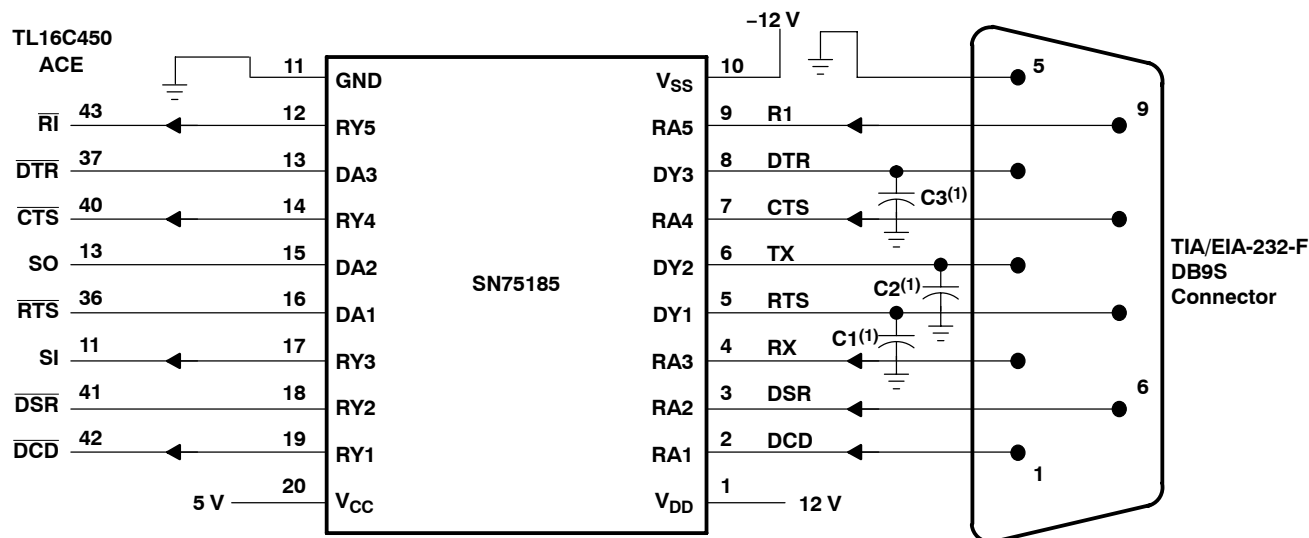 TL16C450
ACE
–12 V
11 GND VSS 10 5
RI 43 12 RY5 RA5 9 R1 9
DTR 37 13 DA3 DY3 8 DTR
C3(1)
CTS 40 14 RY4 RA4 7 CTS
SO 13 15 DA2 DY2 6 TX
TIA/EIA-232-F
DB9S
Connector
SN75185
C2(1)
RTS 36 16 DA1 DY1 5 RTS
C1(1)
SI 11 17 RY3 RA3 4 RX
DSR 41 18 RY2 RA2 3 DSR 6
DCD 42 19 RY1 RA1 2 DCD 1
5 V 20 VCC VDD 1 12 V